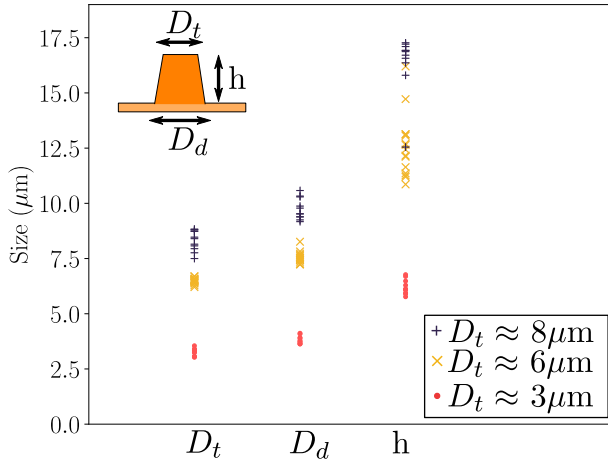 17.5
15.0
12.5
10.0
7.5
5.0
2.5
0.0
Size (μm)
D_t
h
D_d
D_t ≈ 8μm
D_t ≈ 6μm
D_t ≈ 3μm
D_t D_d h